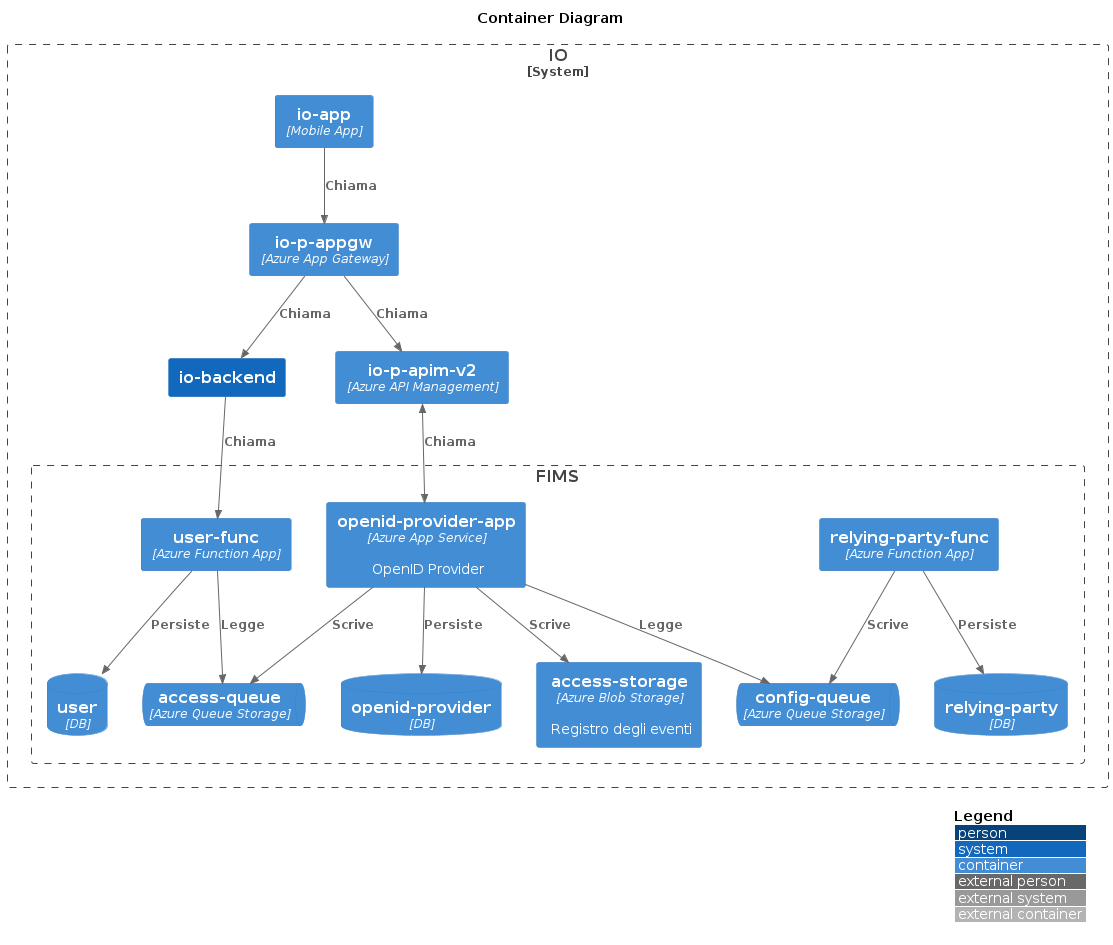 Container Diagram
IO
[System]
io-app
[Mobile App]
Chiama
io-p-appgw
[Azure App Gateway]
Chiama
Chiama
io-backend
io-p-apim-v2
[Azure API Management]
Chiama
Chiama
FIMS
user-func
[Azure Function App]
openid-provider-app
[Azure App Service]
OpenID Provider
relying-party-func
[Azure Function App]
Persiste
Legge
Scrive
Persiste
Scrive
Legge
Scrive
Persiste
user
[DB]
access-queue
[Azure Queue Storage]
openid-provider
[DB]
access-storage
[Azure Blob Storage]
Registro degli eventi
config-queue
[Azure Queue Storage]
relying-party
[DB]
Legend
person
system
container
external person
external system
external container